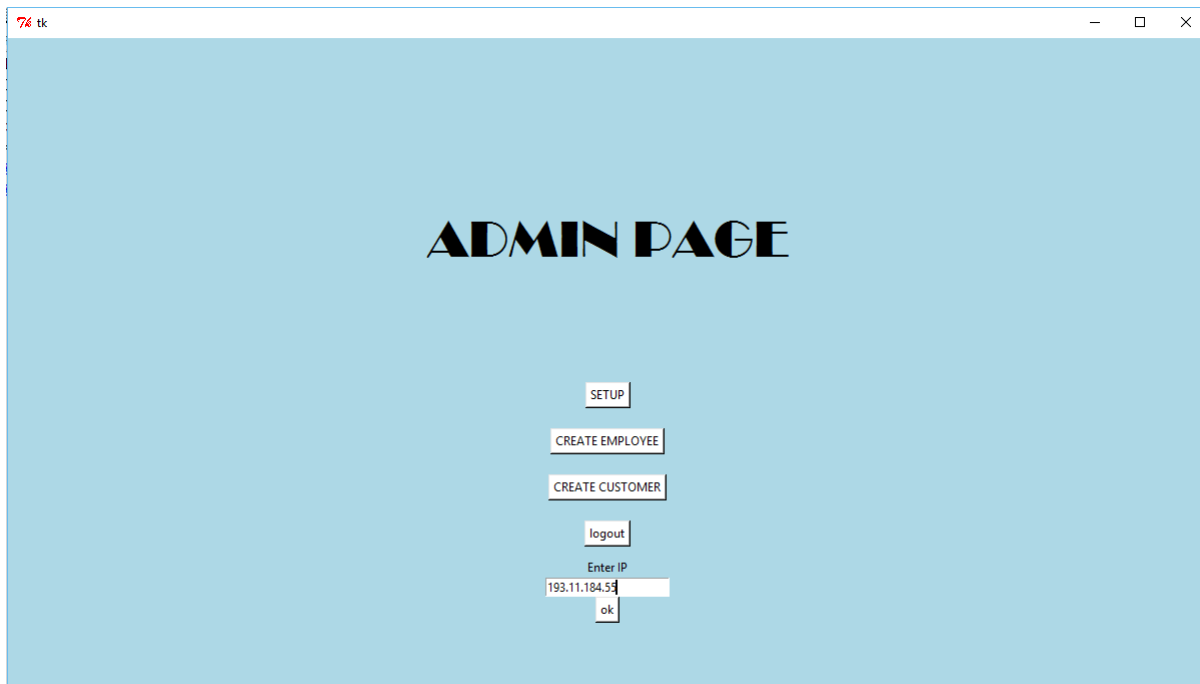 tk
ADMIN PAGE
SETUP
CREATE EMPLOYEE
CREATE CUSTOMER
logout
Enter IP
193.11.184.55
ok